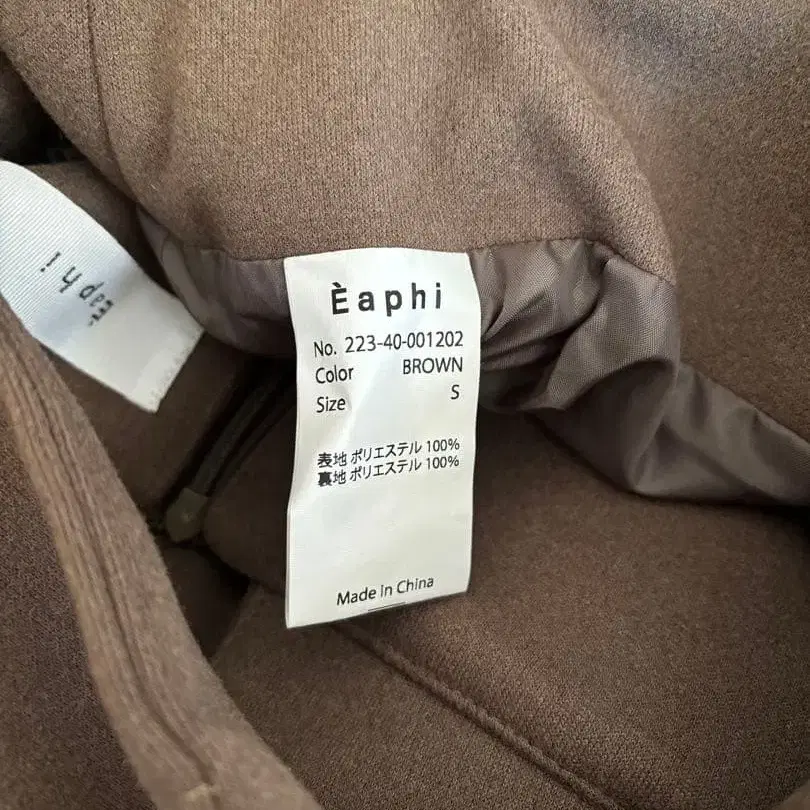 Èaphi
No. 223-40-001202
Color BROWN
Size S
表地 ポリエステル 100%
裏地 ポリエステル 100%
Made in China
Èaphi